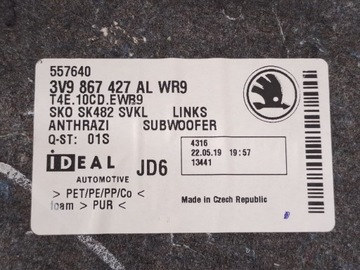 557640
3V9 867 427 AL WR9
T4E.10CD.EWR9
SKO SK482 SVKL LINKS
ANTHRAZI SUBWOOFER
Q-ST: 01S
iDEAL
AUTOMOTIVE
JD6
4316
22.05.19 19:57
13441
> PET/PE/PP/Co <
foam > PUR <
Made in Czech Republic